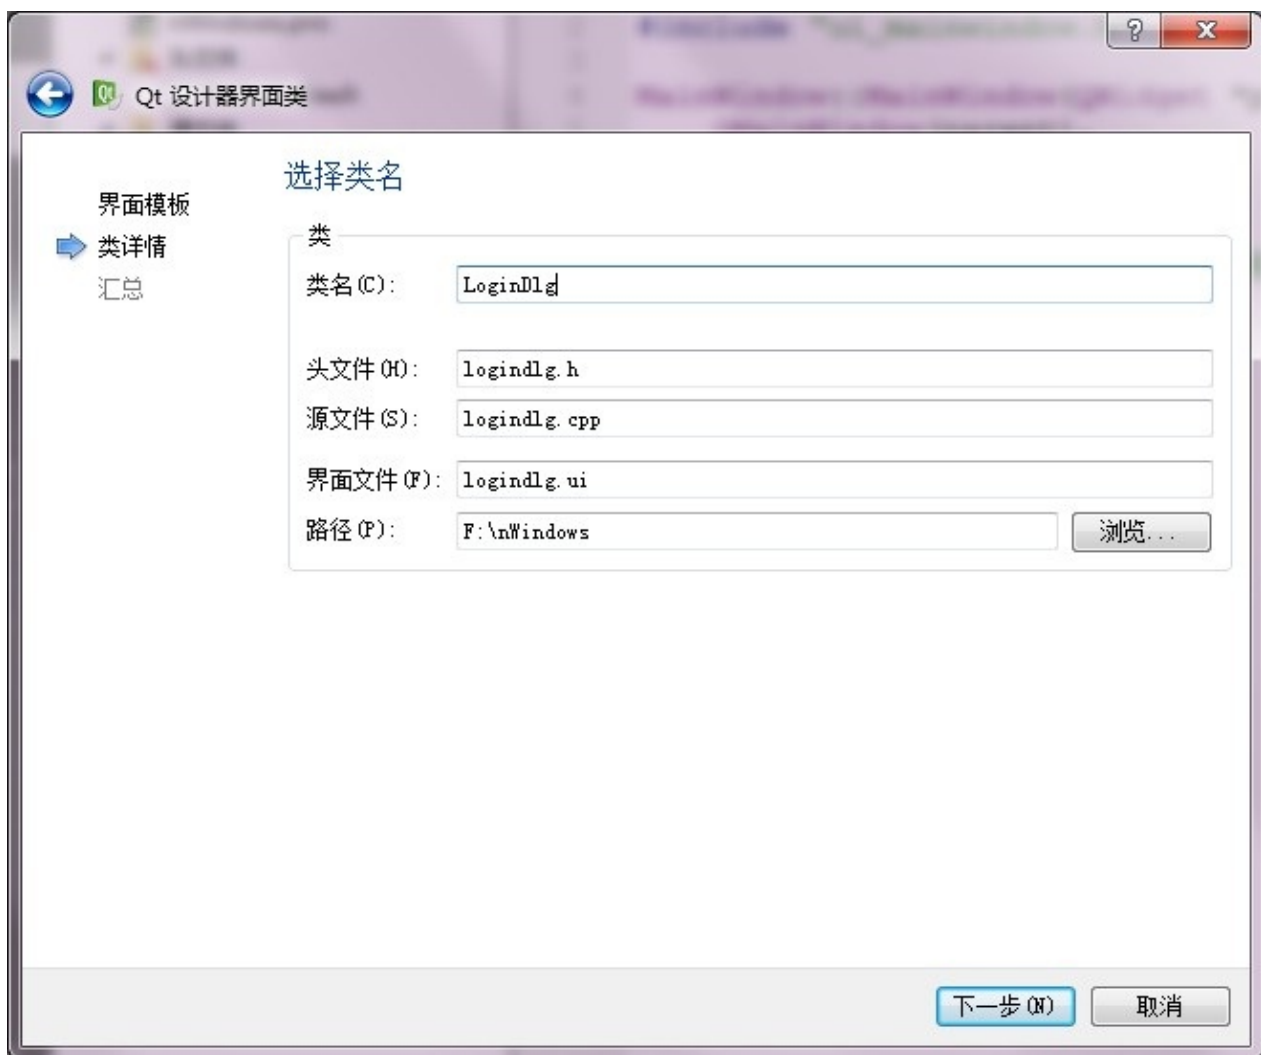 Qt 设计器界面类
选择类名
界面模板
类详情
汇总
类
类名(C): LoginDlg
头文件(H): logindlg.h
源文件(S): logindlg.cpp
界面文件(F): logindlg.ui
路径(P): F:\nWindows 浏览...
下一步(N) 取消